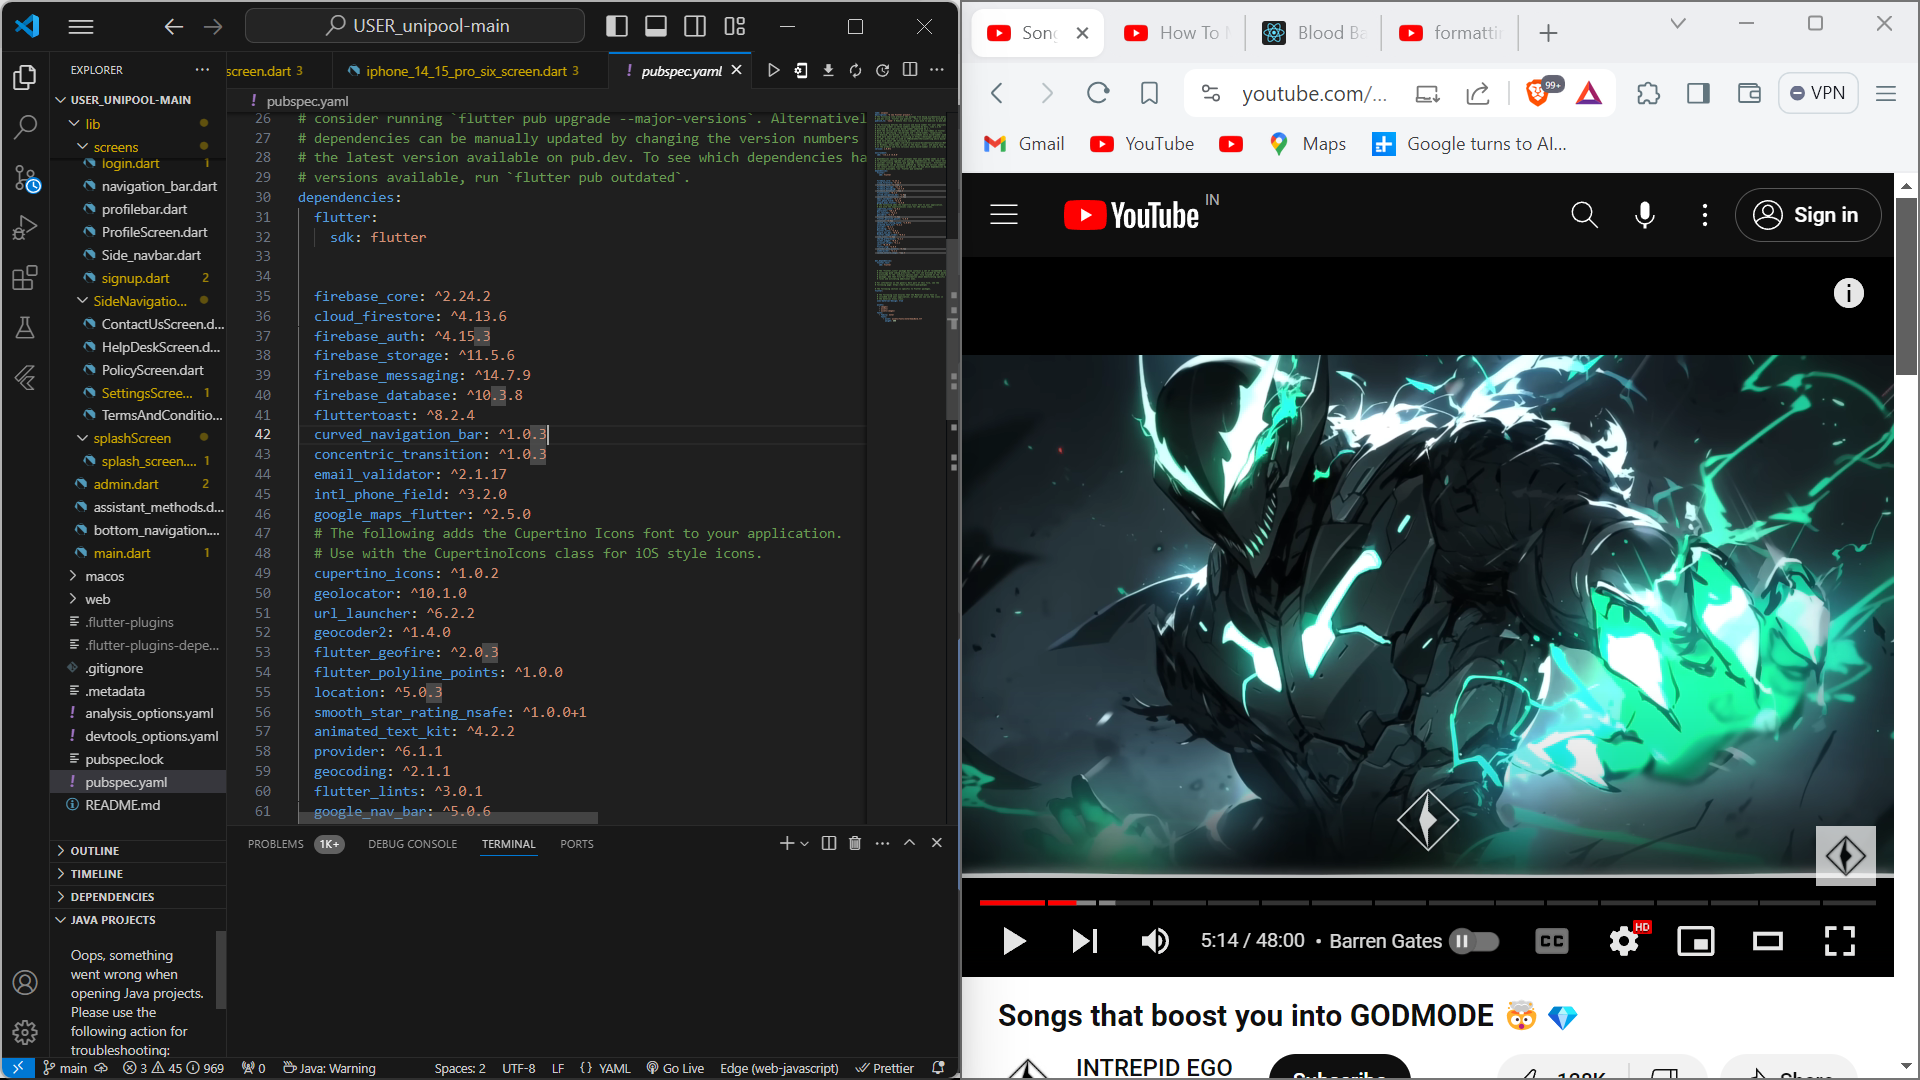 USER_unipool-main
EXPLORER
screen.dart 3
iphone_14_15_pro_six_screen.dart 3
! pubspec.yaml
USER_UNIPOOL-MAIN
lib
screens
login.dart 1
navigation_bar.dart
profilebar.dart
ProfileScreen.dart
Side_navbar.dart
signup.dart 2
SideNavigatio...
ContactUsScreen.d...
HelpDeskScreen.d...
PolicyScreen.dart
SettingsScree... 1
TermsAndConditio...
splashScreen
splash_screen.... 1
admin.dart 2
assistant_methods.d...
bottom_navigation....
main.dart 1
macos
web
.flutter-plugins
.flutter-plugins-depe...
.gitignore
.metadata
! analysis_options.yaml
! devtools_options.yaml
pubspec.lock
! pubspec.yaml
README.md
OUTLINE
TIMELINE
DEPENDENCIES
JAVA PROJECTS
Oops, something
went wrong when
opening Java projects.
Please use the
following action for
troubleshooting:
! pubspec.yaml
26 # consider running `flutter pub upgrade --major-versions`. Alternativel
27 # dependencies can be manually updated by changing the version numbers
28 # the latest version available on pub.dev. To see which dependencies ha
29 # versions available, run `flutter pub outdated`.
30 dependencies:
31 flutter:
32 sdk: flutter
33
34
35 firebase_core: ^2.24.2
36 cloud_firestore: ^4.13.6
37 firebase_auth: ^4.15.3
38 firebase_storage: ^11.5.6
39 firebase_messaging: ^14.7.9
40 firebase_database: ^10.3.8
41 fluttertoast: ^8.2.4
42 curved_navigation_bar: ^1.0.3
43 concentric_transition: ^1.0.3
44 email_validator: ^2.1.17
45 intl_phone_field: ^3.2.0
46 google_maps_flutter: ^2.5.0
47 # The following adds the Cupertino Icons font to your application.
48 # Use with the CupertinoIcons class for iOS style icons.
49 cupertino_icons: ^1.0.2
50 geolocator: ^10.1.0
51 url_launcher: ^6.2.2
52 geocoder2: ^1.4.0
53 flutter_geofire: ^2.0.3
54 flutter_polyline_points: ^1.0.0
55 location: ^5.0.3
56 smooth_star_rating_nsafe: ^1.0.0+1
57 animated_text_kit: ^4.2.2
58 provider: ^6.1.1
59 geocoding: ^2.1.1
60 flutter_lints: ^3.0.1
61 google_nav_bar: ^5.0.6
PROBLEMS 1K+ DEBUG CONSOLE TERMINAL PORTS
main 3 45 969 0 Java: Warning Spaces: 2 UTF-8 LF {} YAML Go Live Edge (web-javascript) Prettier
Song
How To
Blood Ba
formattin
youtube.com/...
99+
VPN
Gmail YouTube Maps Google turns to AI...
YouTube IN
Sign in
5:14 / 48:00 • Barren Gates CC HD
Songs that boost you into GODMODE 🤯 💎
INTREPID EGO
Subscribe
128K
Share